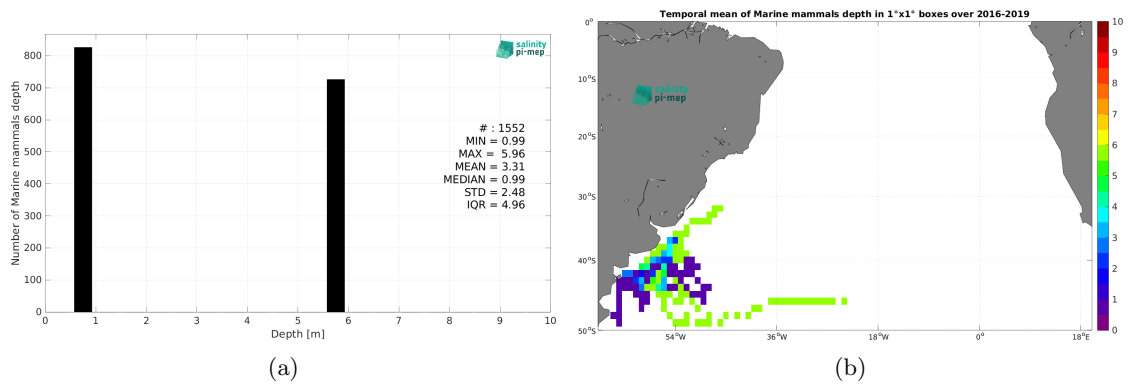 Number of Marine mammals depth
800
700
600
500
400
300
200
100
0
0 1 2 3 4 5 6 7 8 9 10
Depth [m]
salinity
pi-mep
# : 1552
MIN = 0.99
MAX = 5.96
MEAN = 3.31
MEDIAN = 0.99
STD = 2.48
IQR = 4.96
(a)
Temporal mean of Marine mammals depth in 1°x1° boxes over 2016-2019
0°
10°S
20°S
30°S
40°S
50°S
54°W 36°W 18°W 0° 18°E
salinity
pi-mep
10
9
8
7
6
5
4
3
2
1
0
(b)